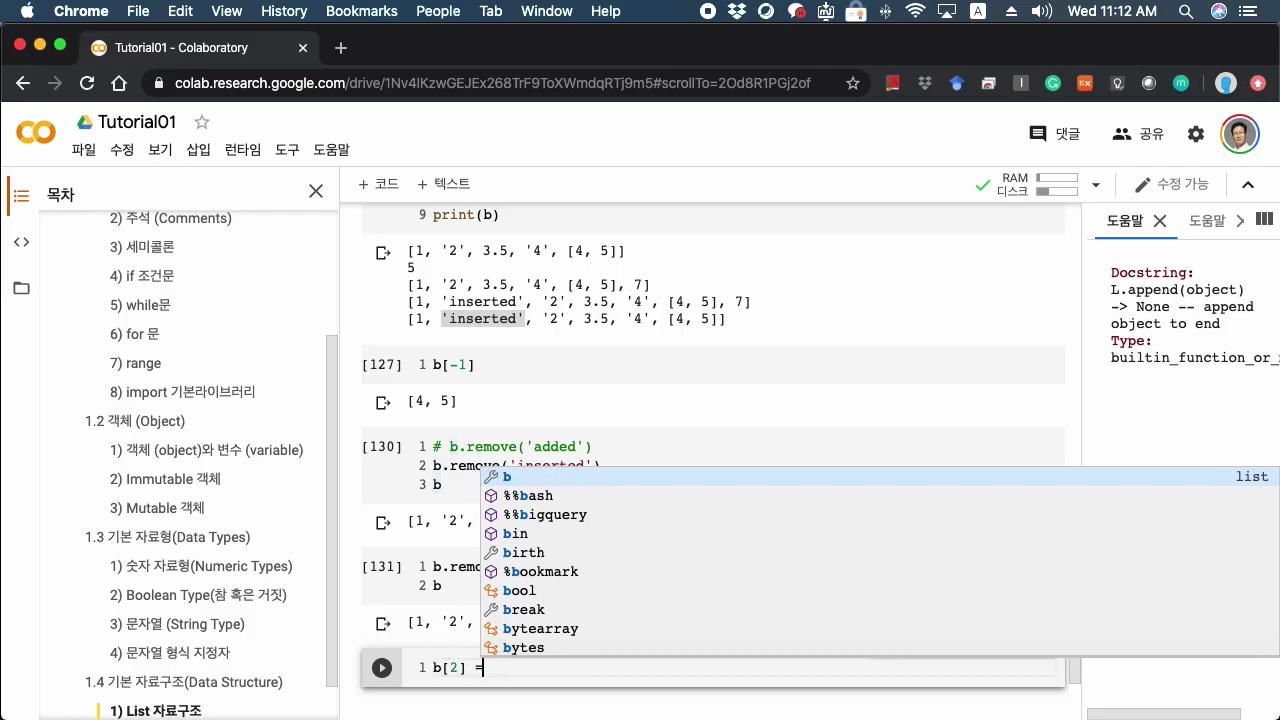 Chrome File Edit View History Bookmarks People Tab Window Help Wed 11:12 AM
Tutorial01 - Colaboratory
colab.research.google.com/drive/1Nv4lKzwGEJEx268TrF9ToXWmdqRTj9m5#scrollTo=2Od8R1PGj2of
Tutorial01
댓글 공유
파일 수정 보기 삽입 런타임 도구 도움말
목차
2) 주석 (Comments)
3) 세미콜론
4) if 조건문
5) while문
6) for 문
7) range
8) import 기본라이브러리
1.2 객체 (Object)
1) 객체 (object)와 변수 (variable)
2) Immutable 객체
3) Mutable 객체
1.3 기본 자료형(Data Types)
1) 숫자 자료형(Numeric Types)
2) Boolean Type(참 혹은 거짓)
3) 문자열 (String Type)
4) 문자열 형식 지정자
1.4 기본 자료구조(Data Structure)
1) List 자료구조
+ 코드 + 텍스트
RAM
디스크
수정 가능
9 print(b)
[1, '2', 3.5, '4', [4, 5]]
5
[1, '2', 3.5, '4', [4, 5], 7]
[1, 'inserted', '2', 3.5, '4', [4, 5], 7]
[1, 'inserted', '2', 3.5, '4', [4, 5]]
[127] 1 b[-1]
[4, 5]
[130] 1 # b.remove('added')
2 b.remove('inserted')
3 b
[1, '2',
[131] 1 b.remo
2 b
[1, '2',
1 b[2] =
b list
%%bash
%%bigquery
bin
birth
%bookmark
bool
break
bytearray
bytes
도움말 도움말
Docstring:
L.append(object)
-> None -- append
object to end
Type:
builtin_function_or_